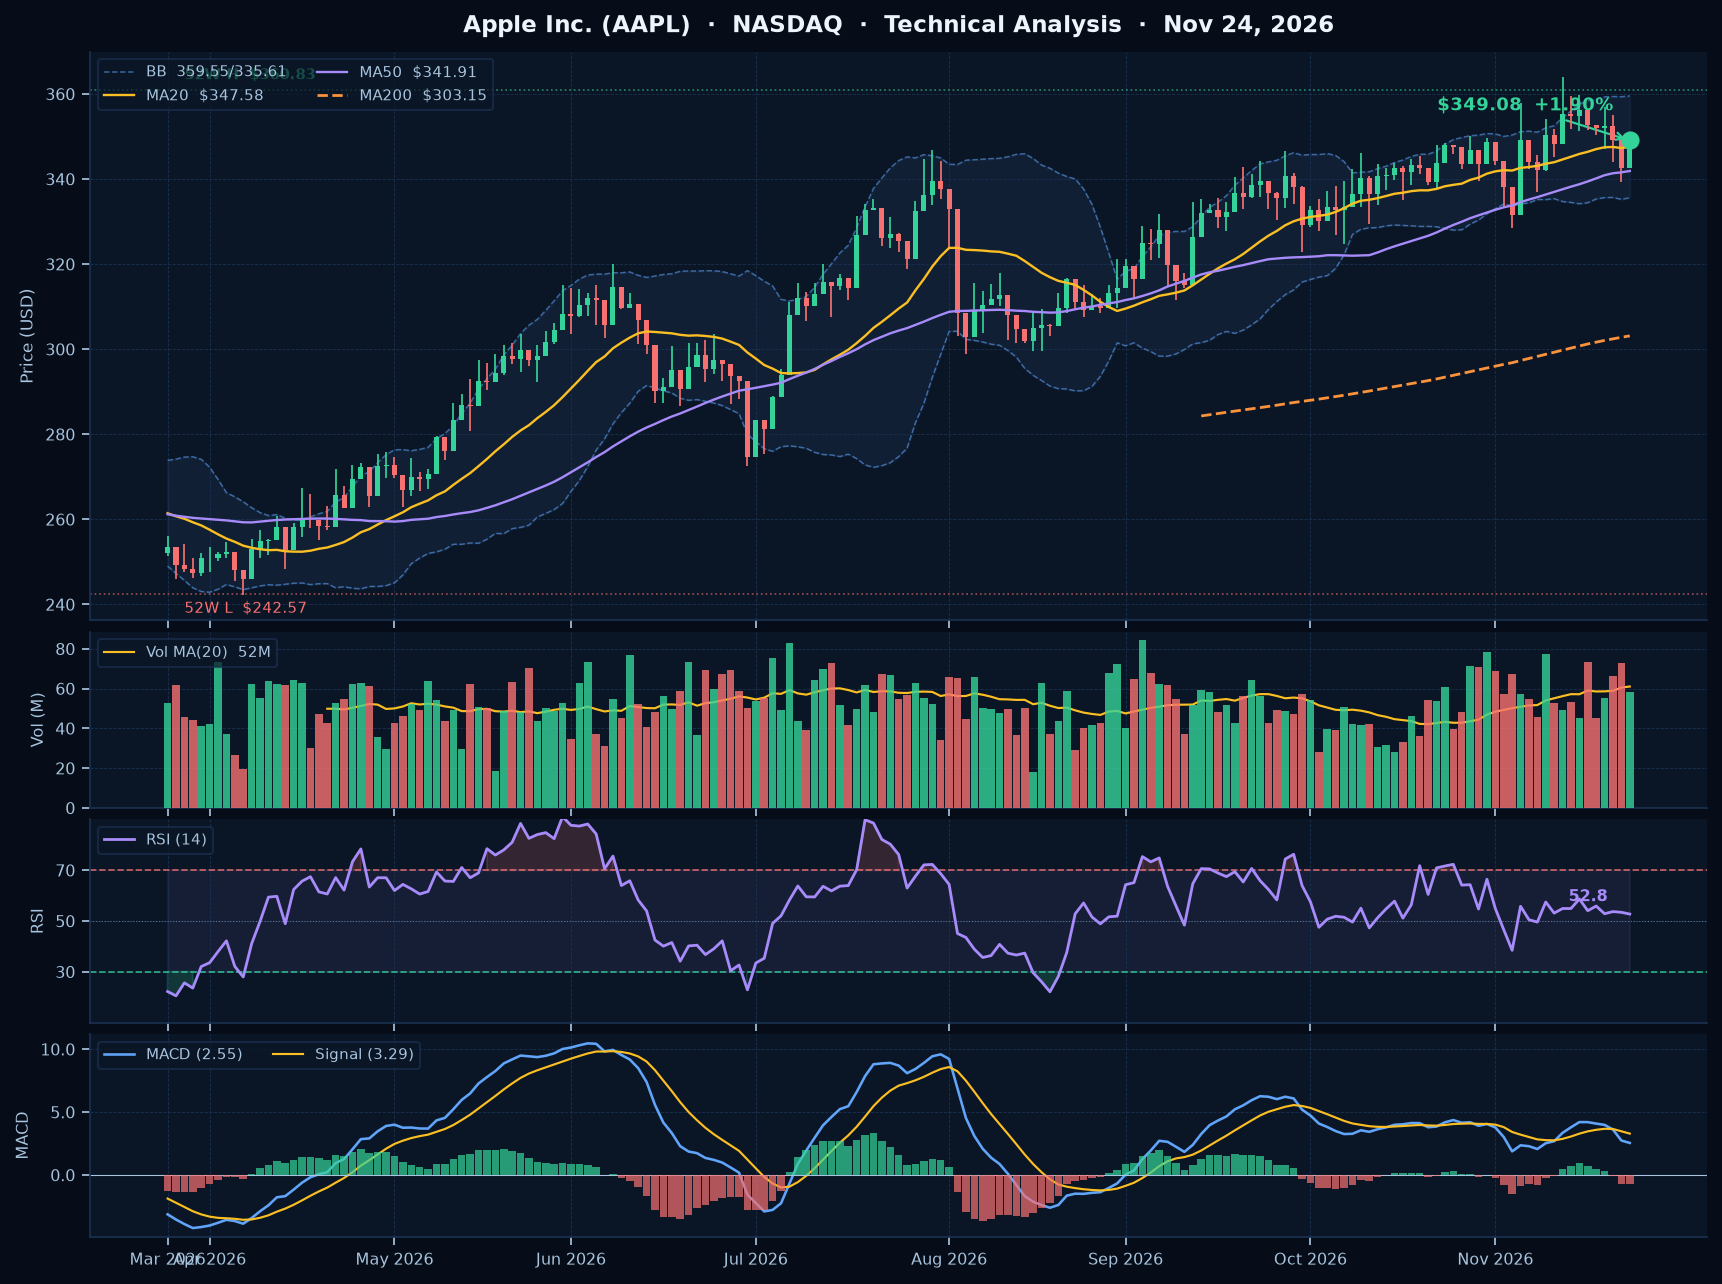 Apple Inc. (AAPL) · NASDAQ · Technical Analysis · Nov 24, 2026
BB 359.55/335.61
MA50 $341.91
MA20 $347.58
MA200 $303.15
$349.08 +1.90%
52W L $242.57
Price (USD)
360
340
320
300
280
260
240
Vol MA(20) 52M
Vol (M)
80
60
40
20
0
RSI (14)
RSI
70
50
30
52.8
MACD (2.55)
Signal (3.29)
MACD
10.0
5.0
0.0
Mar 2026
Apr 2026
May 2026
Jun 2026
Jul 2026
Aug 2026
Sep 2026
Oct 2026
Nov 2026